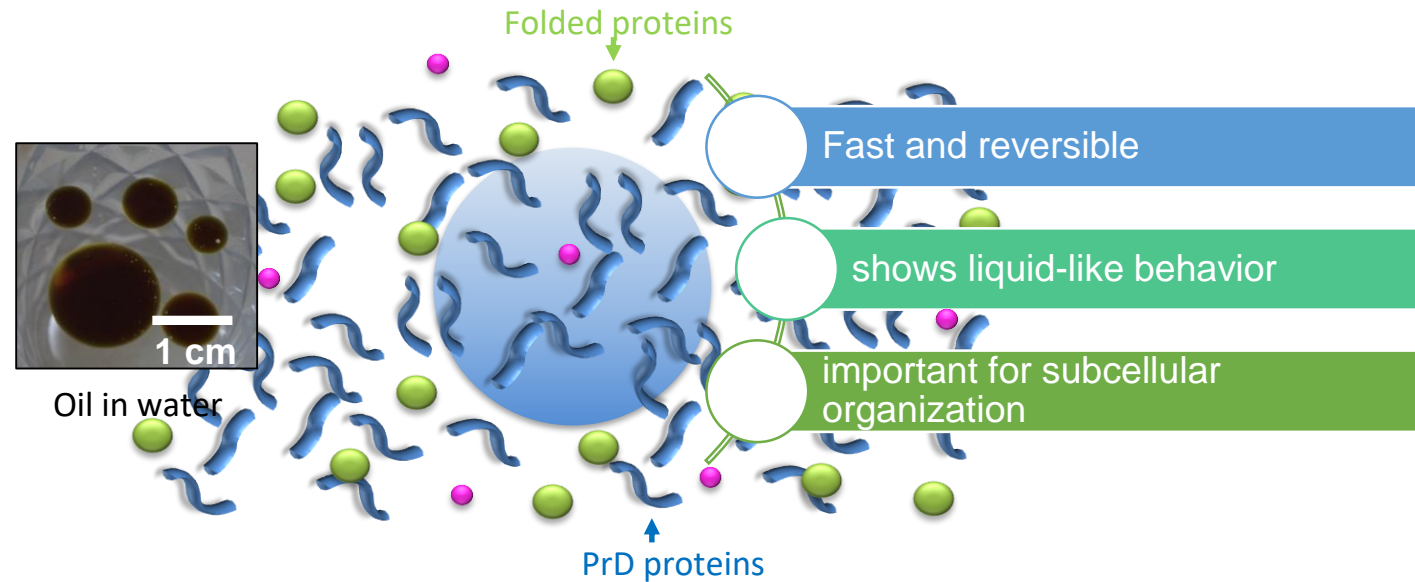 Folded proteins
Fast and reversible
shows liquid-like behavior
1 cm
important for subcellular
organization
Oil in water
PrD proteins